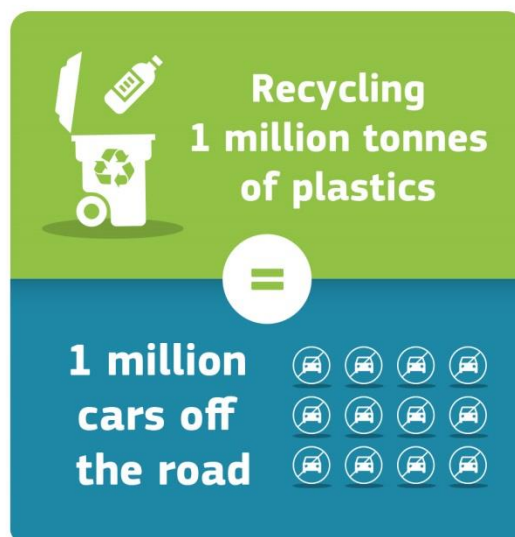 Recycling
1 million tonnes
of plastics
=
1 million
cars off
the road